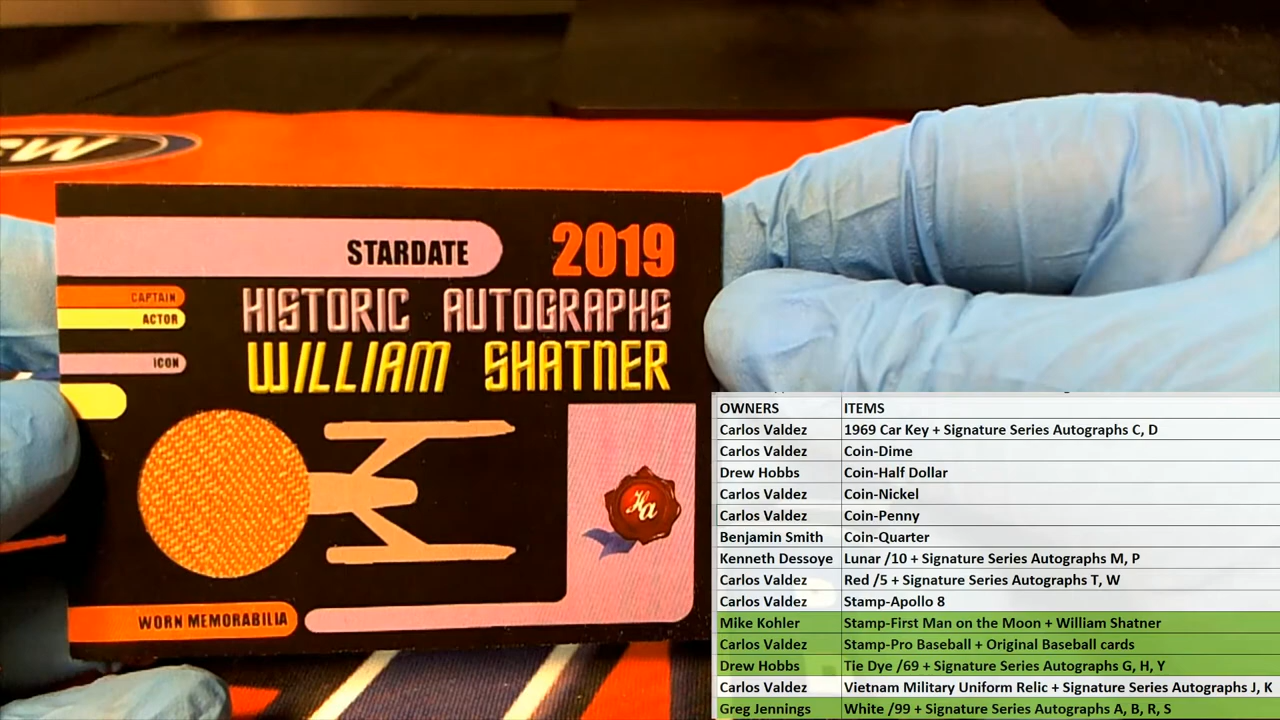 STARDATE 2019
CAPTAIN
ACTOR
ICON
HISTORIC AUTOGRAPHS
WILLIAM SHATNER
Ha
WORN MEMORABILIA
OWNERS ITEMS
Carlos Valdez 1969 Car Key + Signature Series Autographs C, D
Carlos Valdez Coin-Dime
Drew Hobbs Coin-Half Dollar
Carlos Valdez Coin-Nickel
Carlos Valdez Coin-Penny
Benjamin Smith Coin-Quarter
Kenneth Dessoye Lunar /10 + Signature Series Autographs M, P
Carlos Valdez Red /5 + Signature Series Autographs T, W
Carlos Valdez Stamp-Apollo 8
Mike Kohler Stamp-First Man on the Moon + William Shatner
Carlos Valdez Stamp-Pro Baseball + Original Baseball cards
Drew Hobbs Tie Dye /69 + Signature Series Autographs G, H, Y
Carlos Valdez Vietnam Military Uniform Relic + Signature Series Autographs J, K
Greg Jennings White /99 + Signature Series Autographs A, B, R, S